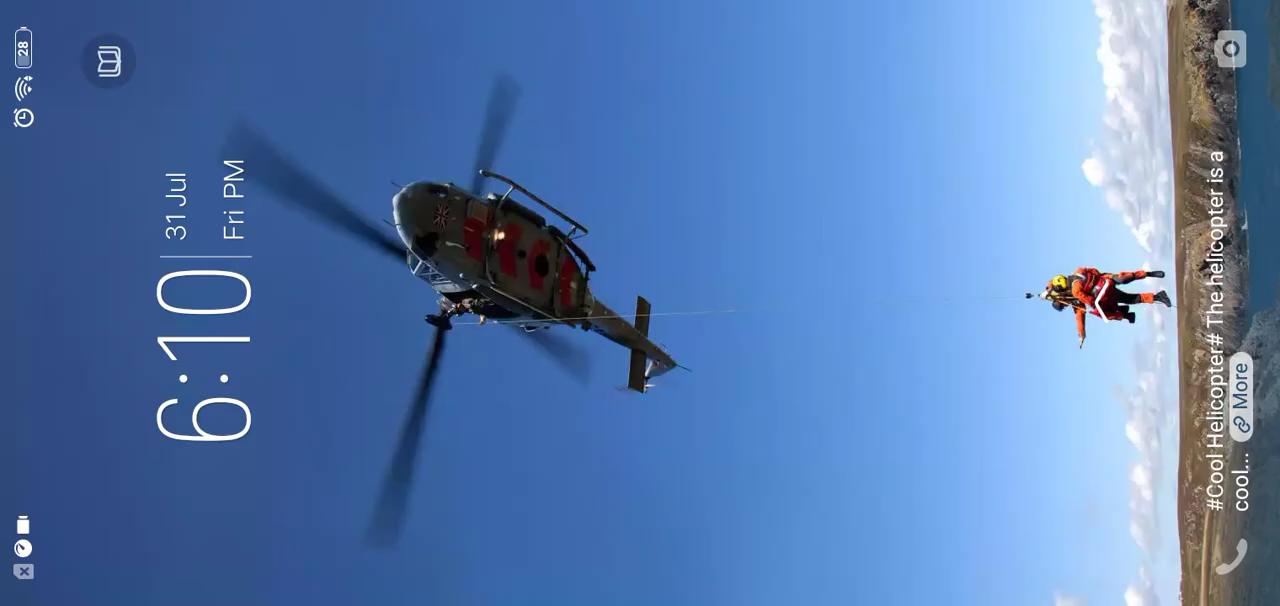 28
6:10
31 Jul
Fri PM
#Cool Helicopter# The helicopter is a
cool... More